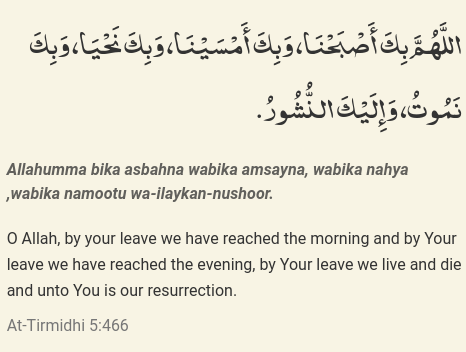 اللَّهُمَّ بِكَ أَصْبَحْنَا، وَبِكَ أَمْسَيْنَا، وَبِكَ نَحْيَا، وَبِكَ
نَمُوتُ، وَإِلَيْكَ النُّشُورُ.
Allahumma bika asbahna wabika amsayna, wabika nahya
,wabika namootu wa-ilaykan-nushoor.
O Allah, by your leave we have reached the morning and by Your
leave we have reached the evening, by Your leave we live and die
and unto You is our resurrection.
At-Tirmidhi 5:466